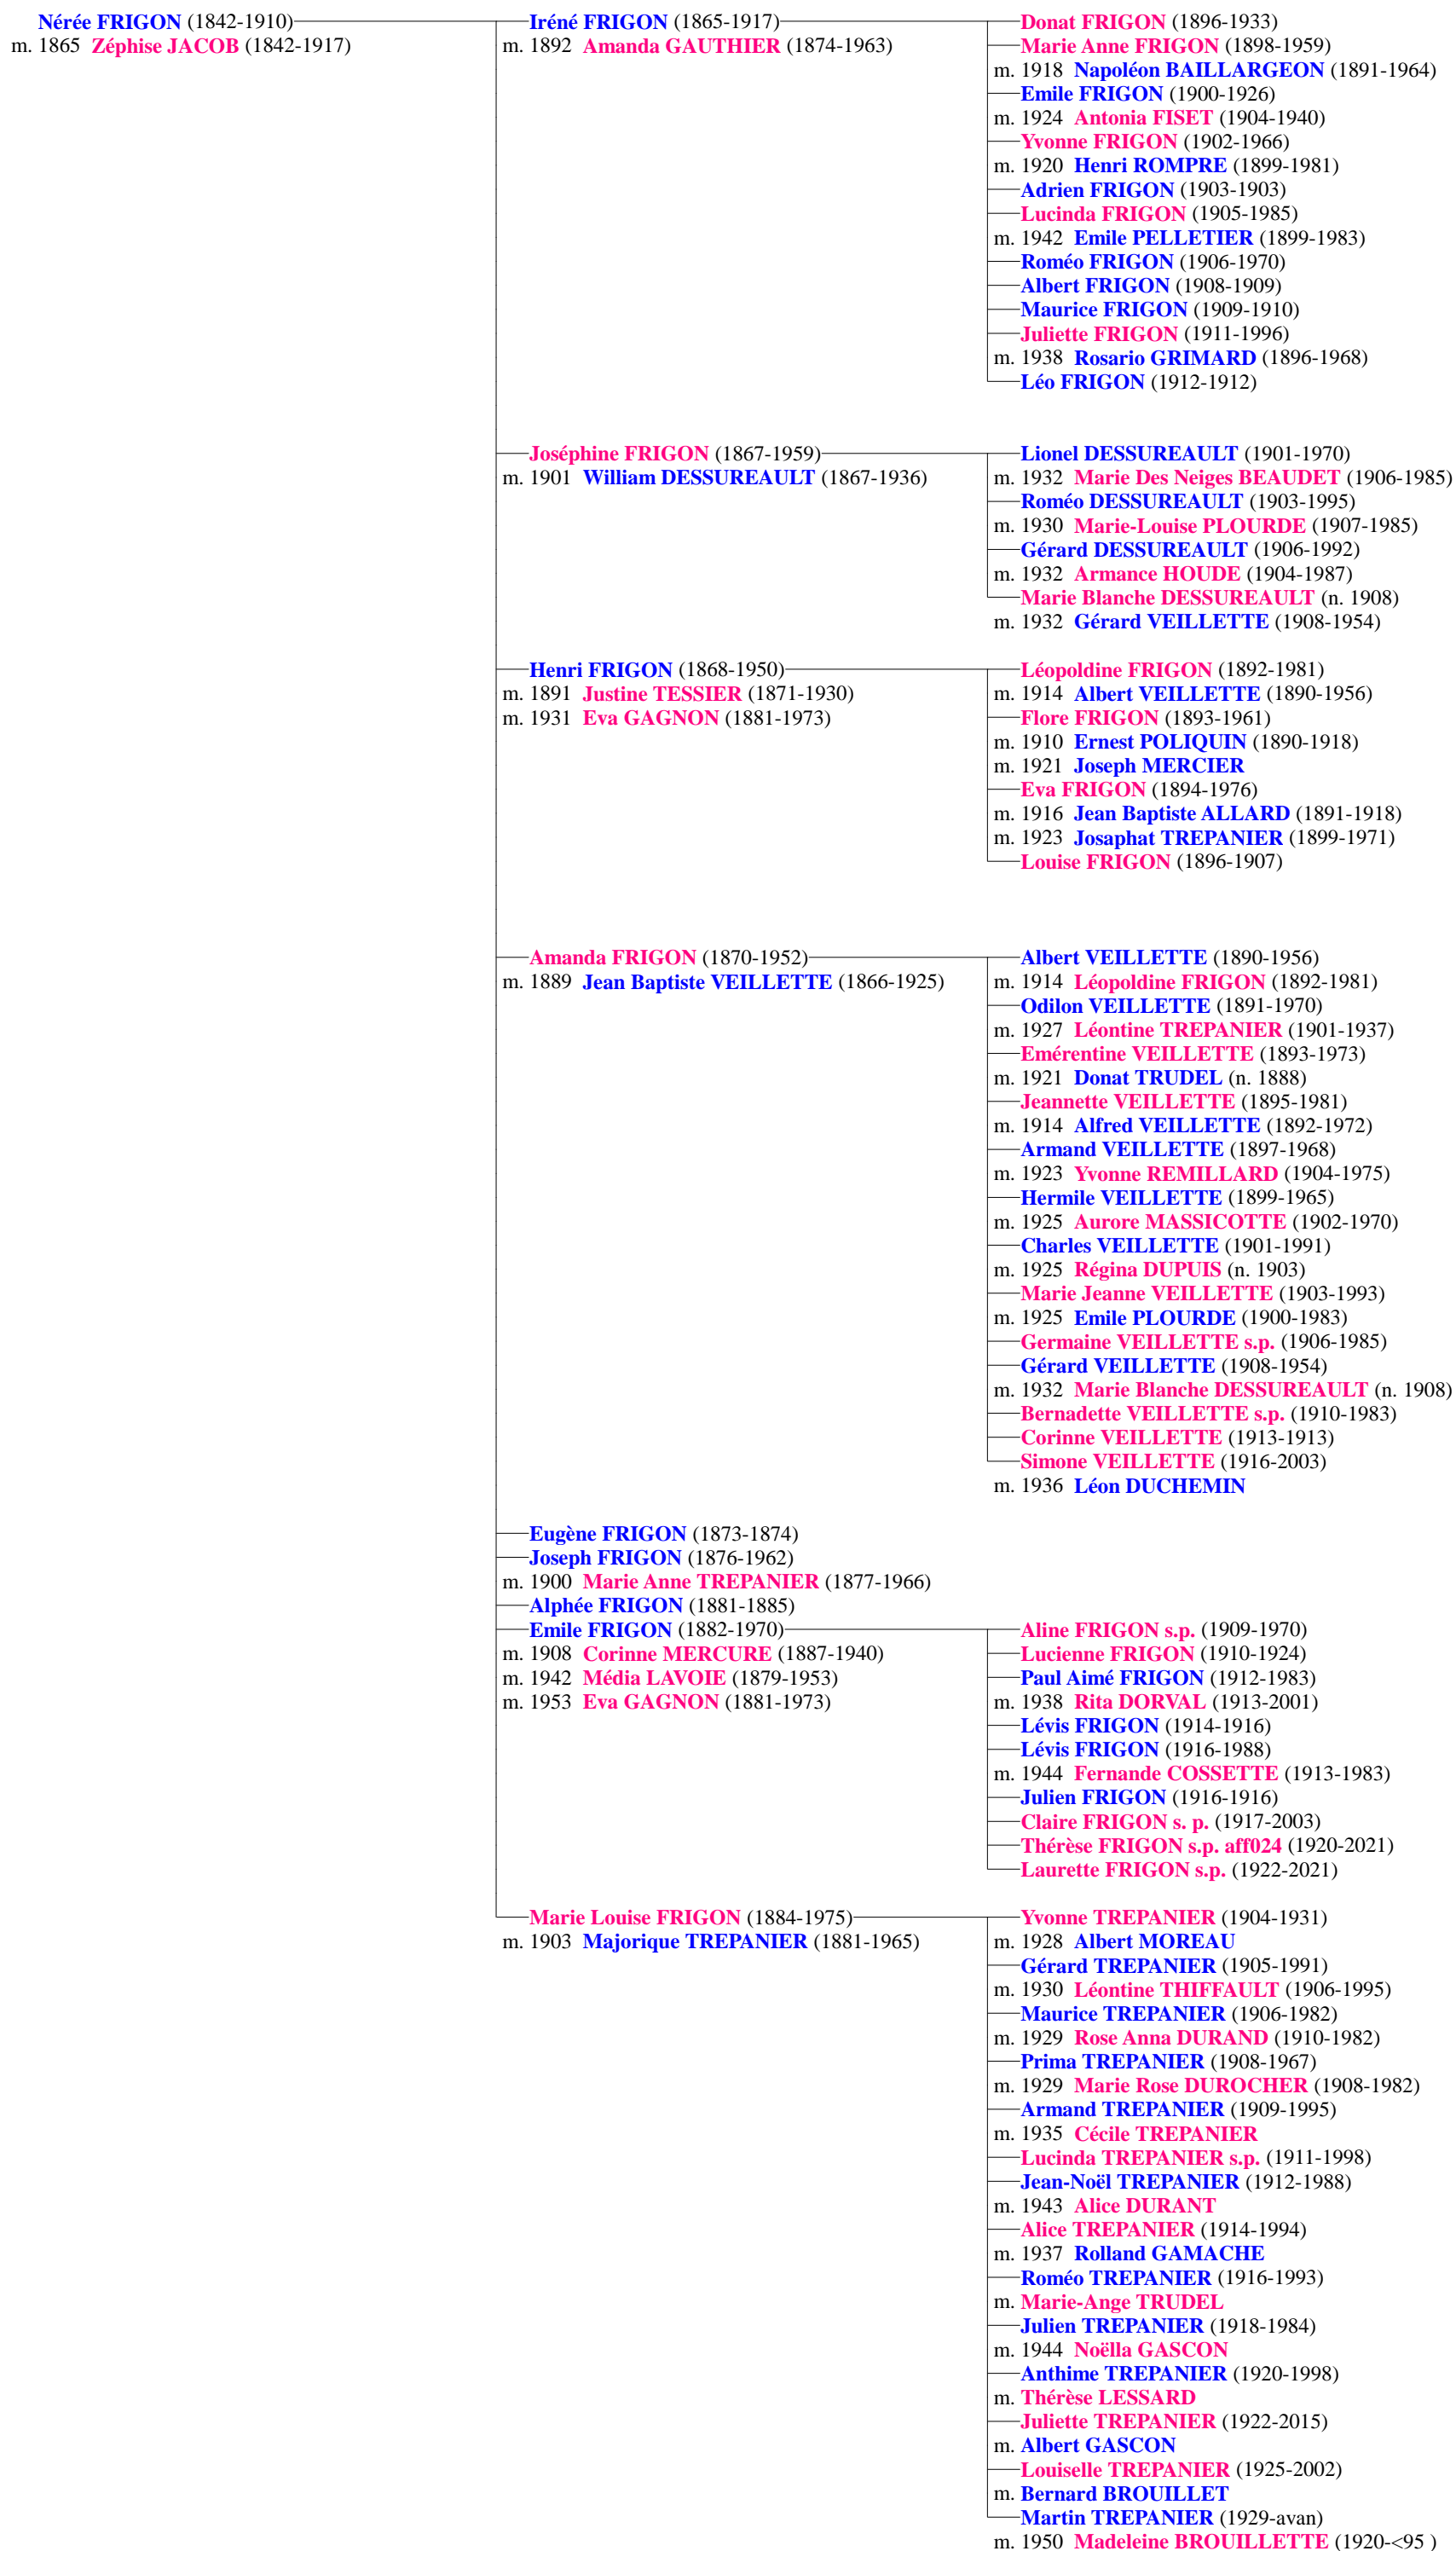 Nérée FRIGON (1842-1910)
m. 1865 Zéphise JACOB (1842-1917)
Iréné FRIGON (1865-1917)
m. 1892 Amanda GAUTHIER (1874-1963)
Donat FRIGON (1896-1933)
Marie Anne FRIGON (1898-1959)
m. 1918 Napoléon BAILLARGEON (1891-1964)
Emile FRIGON (1900-1926)
m. 1924 Antonia FISET (1904-1940)
Yvonne FRIGON (1902-1966)
m. 1920 Henri ROMPRE (1899-1981)
Adrien FRIGON (1903-1903)
Lucinda FRIGON (1905-1985)
m. 1942 Emile PELLETIER (1899-1983)
Roméo FRIGON (1906-1970)
Albert FRIGON (1908-1909)
Maurice FRIGON (1909-1910)
Juliette FRIGON (1911-1996)
m. 1938 Rosario GRIMARD (1896-1968)
Léo FRIGON (1912-1912)
Joséphine FRIGON (1867-1959)
m. 1901 William DESSUREAULT (1867-1936)
Lionel DESSUREAULT (1901-1970)
m. 1932 Marie Des Neiges BEAUDET (1906-1985)
Roméo DESSUREAULT (1903-1995)
m. 1930 Marie-Louise PLOURDE (1907-1985)
Gérard DESSUREAULT (1906-1992)
m. 1932 Armance HOUDE (1904-1987)
Marie Blanche DESSUREAULT (n. 1908)
m. 1932 Gérard VEILLETTE (1908-1954)
Henri FRIGON (1868-1950)
m. 1891 Justine TESSIER (1871-1930)
m. 1931 Eva GAGNON (1881-1973)
Léopoldine FRIGON (1892-1981)
m. 1914 Albert VEILLETTE (1890-1956)
Flore FRIGON (1893-1961)
m. 1910 Ernest POLIQUIN (1890-1918)
m. 1921 Joseph MERCIER
Eva FRIGON (1894-1976)
m. 1916 Jean Baptiste ALLARD (1891-1918)
m. 1923 Josaphat TREPANIER (1899-1971)
Louise FRIGON (1896-1907)
Amanda FRIGON (1870-1952)
m. 1889 Jean Baptiste VEILLETTE (1866-1925)
Albert VEILLETTE (1890-1956)
m. 1914 Léopoldine FRIGON (1892-1981)
Odilon VEILLETTE (1891-1970)
m. 1927 Léontine TREPANIER (1901-1937)
Emérentine VEILLETTE (1893-1973)
m. 1921 Donat TRUDEL (n. 1888)
Jeannette VEILLETTE (1895-1981)
m. 1914 Alfred VEILLETTE (1892-1972)
Armand VEILLETTE (1897-1968)
m. 1923 Yvonne REMILLARD (1904-1975)
Hermile VEILLETTE (1899-1965)
m. 1925 Aurore MASSICOTTE (1902-1970)
Charles VEILLETTE (1901-1991)
m. 1925 Régina DUPUIS (n. 1903)
Marie Jeanne VEILLETTE (1903-1993)
m. 1925 Emile PLOURDE (1900-1983)
Germaine VEILLETTE s.p. (1906-1985)
Gérard VEILLETTE (1908-1954)
m. 1932 Marie Blanche DESSUREAULT (n. 1908)
Bernadette VEILLETTE s.p. (1910-1983)
Corinne VEILLETTE (1913-1913)
Simone VEILLETTE (1916-2003)
m. 1936 Léon DUCHEMIN
Eugène FRIGON (1873-1874)
Joseph FRIGON (1876-1962)
m. 1900 Marie Anne TREPANIER (1877-1966)
Alphée FRIGON (1881-1885)
Emile FRIGON (1882-1970)
m. 1908 Corinne MERCURE (1887-1940)
m. 1942 Média LAVOIE (1879-1953)
m. 1953 Eva GAGNON (1881-1973)
Aline FRIGON s.p. (1909-1970)
Lucienne FRIGON (1910-1924)
Paul Aimé FRIGON (1912-1983)
m. 1938 Rita DORVAL (1913-2001)
Lévis FRIGON (1914-1916)
Lévis FRIGON (1916-1988)
m. 1944 Fernande COSSETTE (1913-1983)
Julien FRIGON (1916-1916)
Claire FRIGON s. p. (1917-2003)
Thérèse FRIGON s.p. aff024 (1920-2021)
Laurette FRIGON s.p. (1922-2021)
Marie Louise FRIGON (1884-1975)
m. 1903 Majorique TREPANIER (1881-1965)
Yvonne TREPANIER (1904-1931)
m. 1928 Albert MOREAU
Gérard TREPANIER (1905-1991)
m. 1930 Léontine THIFFAULT (1906-1995)
Maurice TREPANIER (1906-1982)
m. 1929 Rose Anna DURAND (1910-1982)
Prima TREPANIER (1908-1967)
m. 1929 Marie Rose DUROCHER (1908-1982)
Armand TREPANIER (1909-1995)
m. 1935 Cécile TREPANIER
Lucinda TREPANIER s.p. (1911-1998)
Jean-Noël TREPANIER (1912-1988)
m. 1943 Alice DURANT
Alice TREPANIER (1914-1994)
m. 1937 Rolland GAMACHE
Roméo TREPANIER (1916-1993)
m. Marie-Ange TRUDEL
Julien TREPANIER (1918-1984)
m. 1944 Noëlla GASCON
Anthime TREPANIER (1920-1998)
m. Thérèse LESSARD
Juliette TREPANIER (1922-2015)
m. Albert GASCON
Louiselle TREPANIER (1925-2002)
m. Bernard BROUILLET
Martin TREPANIER (1929-avan)
m. 1950 Madeleine BROUILLETTE (1920-<95 )